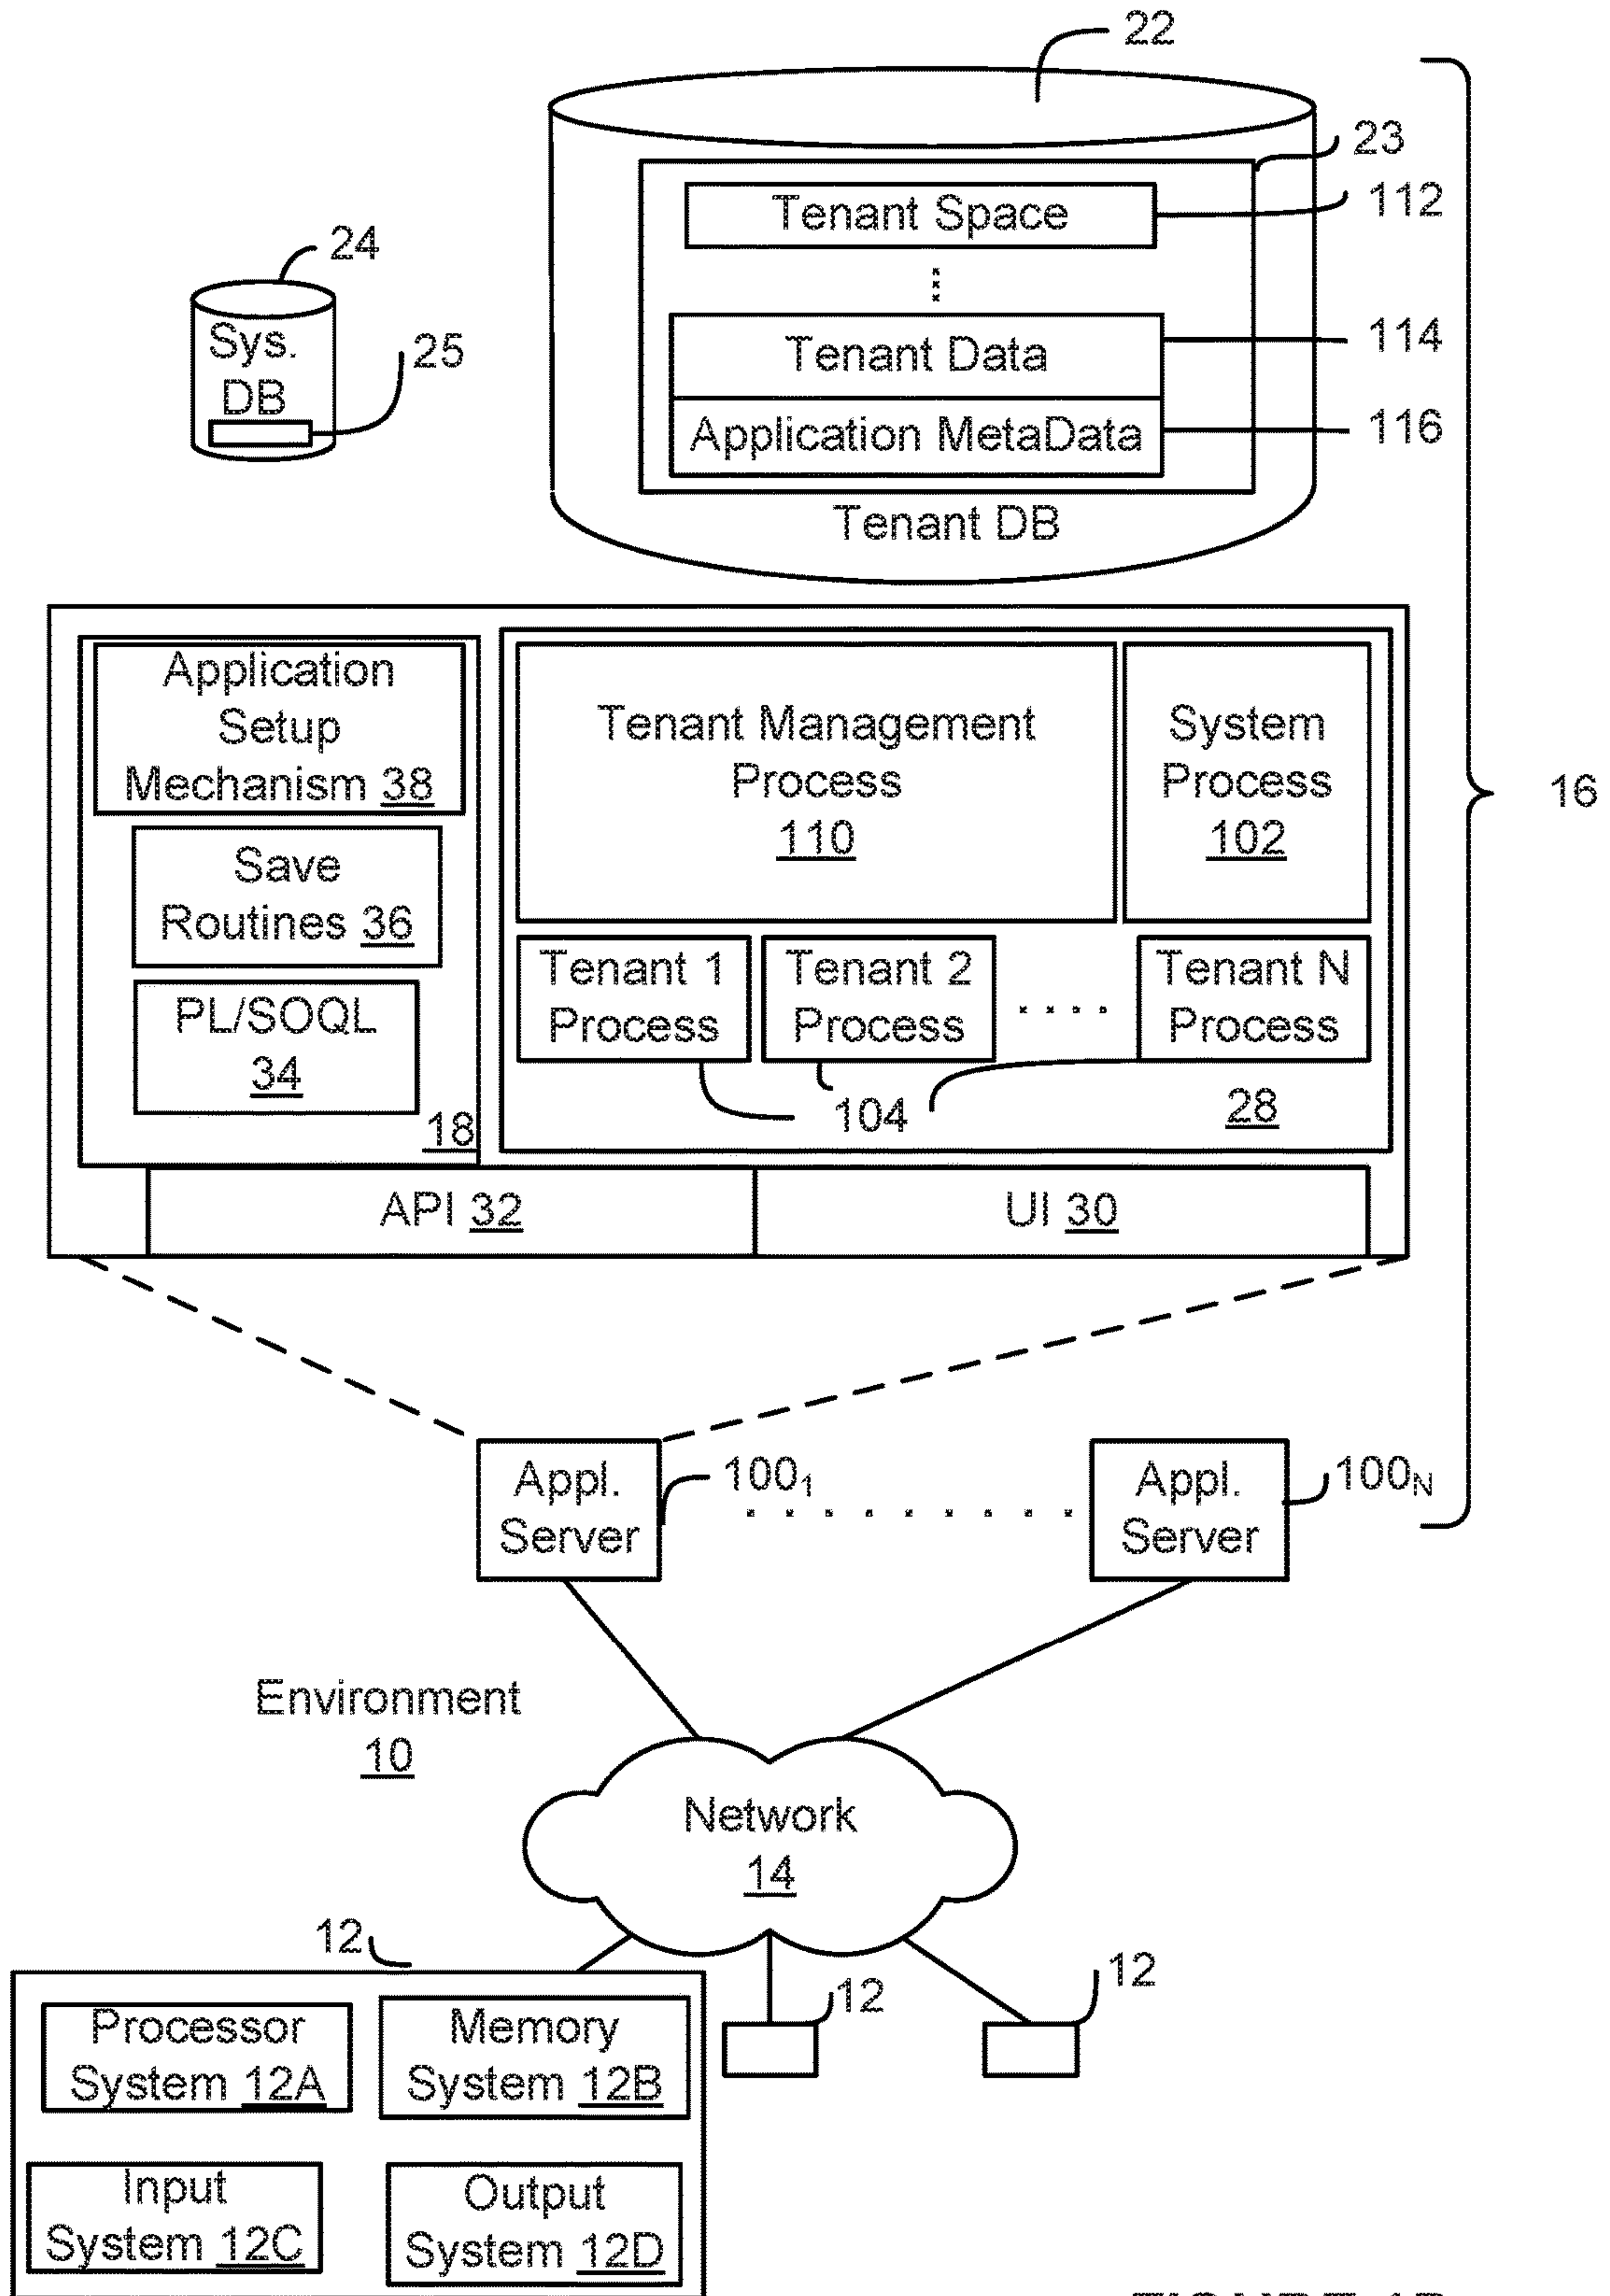 22
23
Tenant Space
112
24
Sys.
DB
25
Tenant Data
114
Application MetaData
116
Tenant DB
Application
Setup
Mechanism 38
Tenant Management
Process
110
System
Process
102
16
Save
Routines 36
Tenant 1
Process
Tenant 2
Process
Tenant N
Process
PL/SOQL
34
18
104
28
API 32
UI 30
Appl.
Server
100₁
Appl.
Server
100N
Environment
10
Network
14
12
12
12
Processor
System 12A
Memory
System 12B
Input
System 12C
Output
System 12D